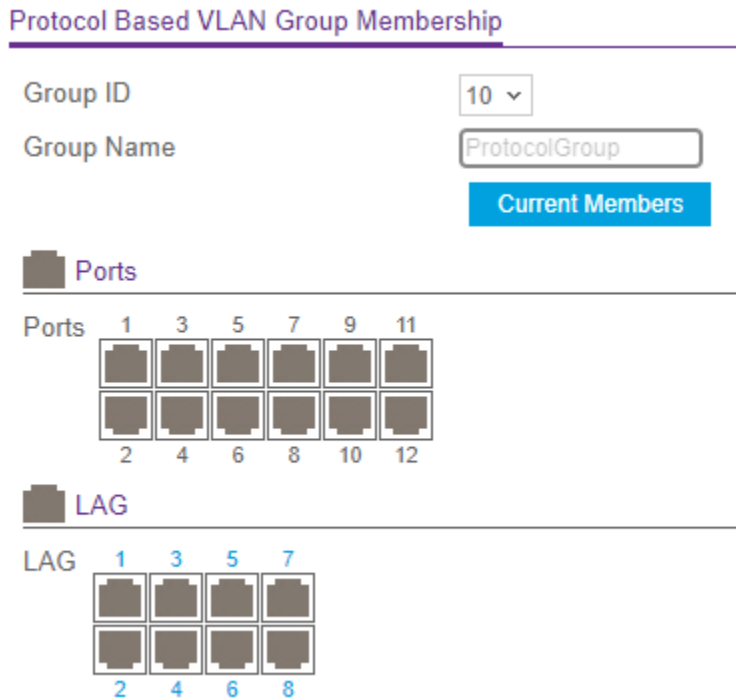 Protocol Based VLAN Group Membership
Group ID 10
Group Name ProtocolGroup
Current Members
Ports
Ports 1 3 5 7 9 11
2 4 6 8 10 12
LAG
LAG 1 3 5 7
2 4 6 8